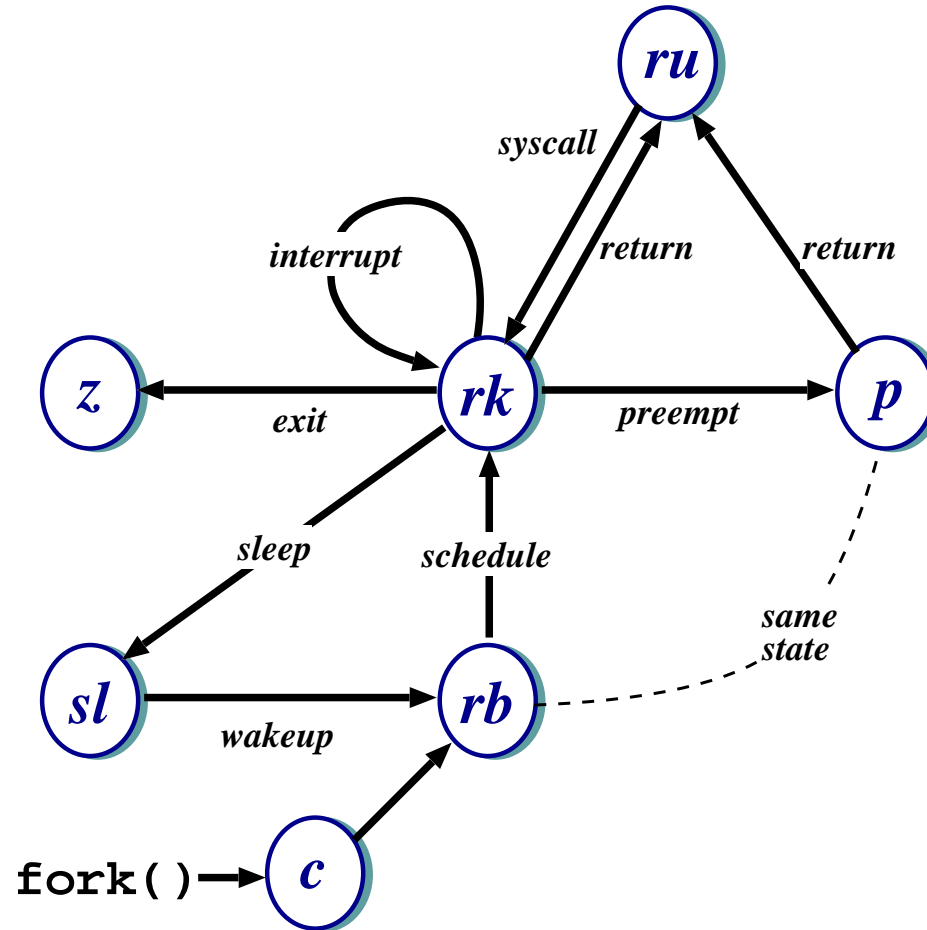 ru
syscall
interrupt
return
return
z
rk
p
exit
preempt
sleep
schedule
same
state
sl
rb
wakeup
fork()
c